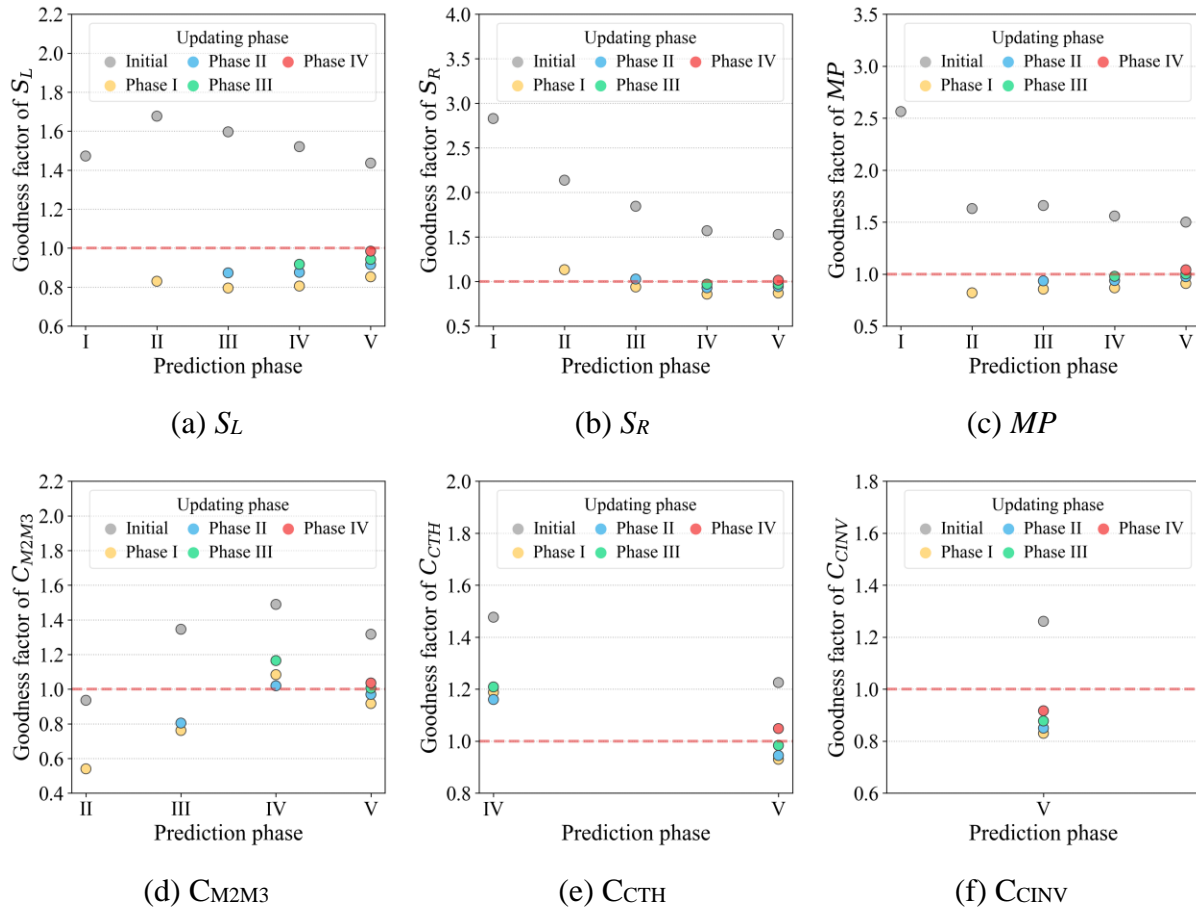 Goodness factor of S_L
2.2
2.0
1.8
1.6
1.4
1.2
1.0
0.8
0.6
Updating phase
Initial Phase II Phase IV
Phase I Phase III
I II III IV V
Prediction phase
(a) S_L
Goodness factor of S_R
4.0
3.5
3.0
2.5
2.0
1.5
1.0
0.5
Updating phase
Initial Phase II Phase IV
Phase I Phase III
I II III IV V
Prediction phase
(b) S_R
Goodness factor of MP
3.5
3.0
2.5
2.0
1.5
1.0
0.5
Updating phase
Initial Phase II Phase IV
Phase I Phase III
I II III IV V
Prediction phase
(c) MP
Goodness factor of C_M2M3
2.2
2.0
1.8
1.6
1.4
1.2
1.0
0.8
0.6
0.4
Updating phase
Initial Phase II Phase IV
Phase I Phase III
II III IV V
Prediction phase
(d) C_M2M3
Goodness factor of C_CTH
2.0
1.8
1.6
1.4
1.2
1.0
0.8
Updating phase
Initial Phase II Phase IV
Phase I Phase III
IV V
Prediction phase
(e) C_CTH
Goodness factor of C_CINV
1.8
1.6
1.4
1.2
1.0
0.8
0.6
Updating phase
Initial Phase II Phase IV
Phase I Phase III
V
Prediction phase
(f) C_CINV